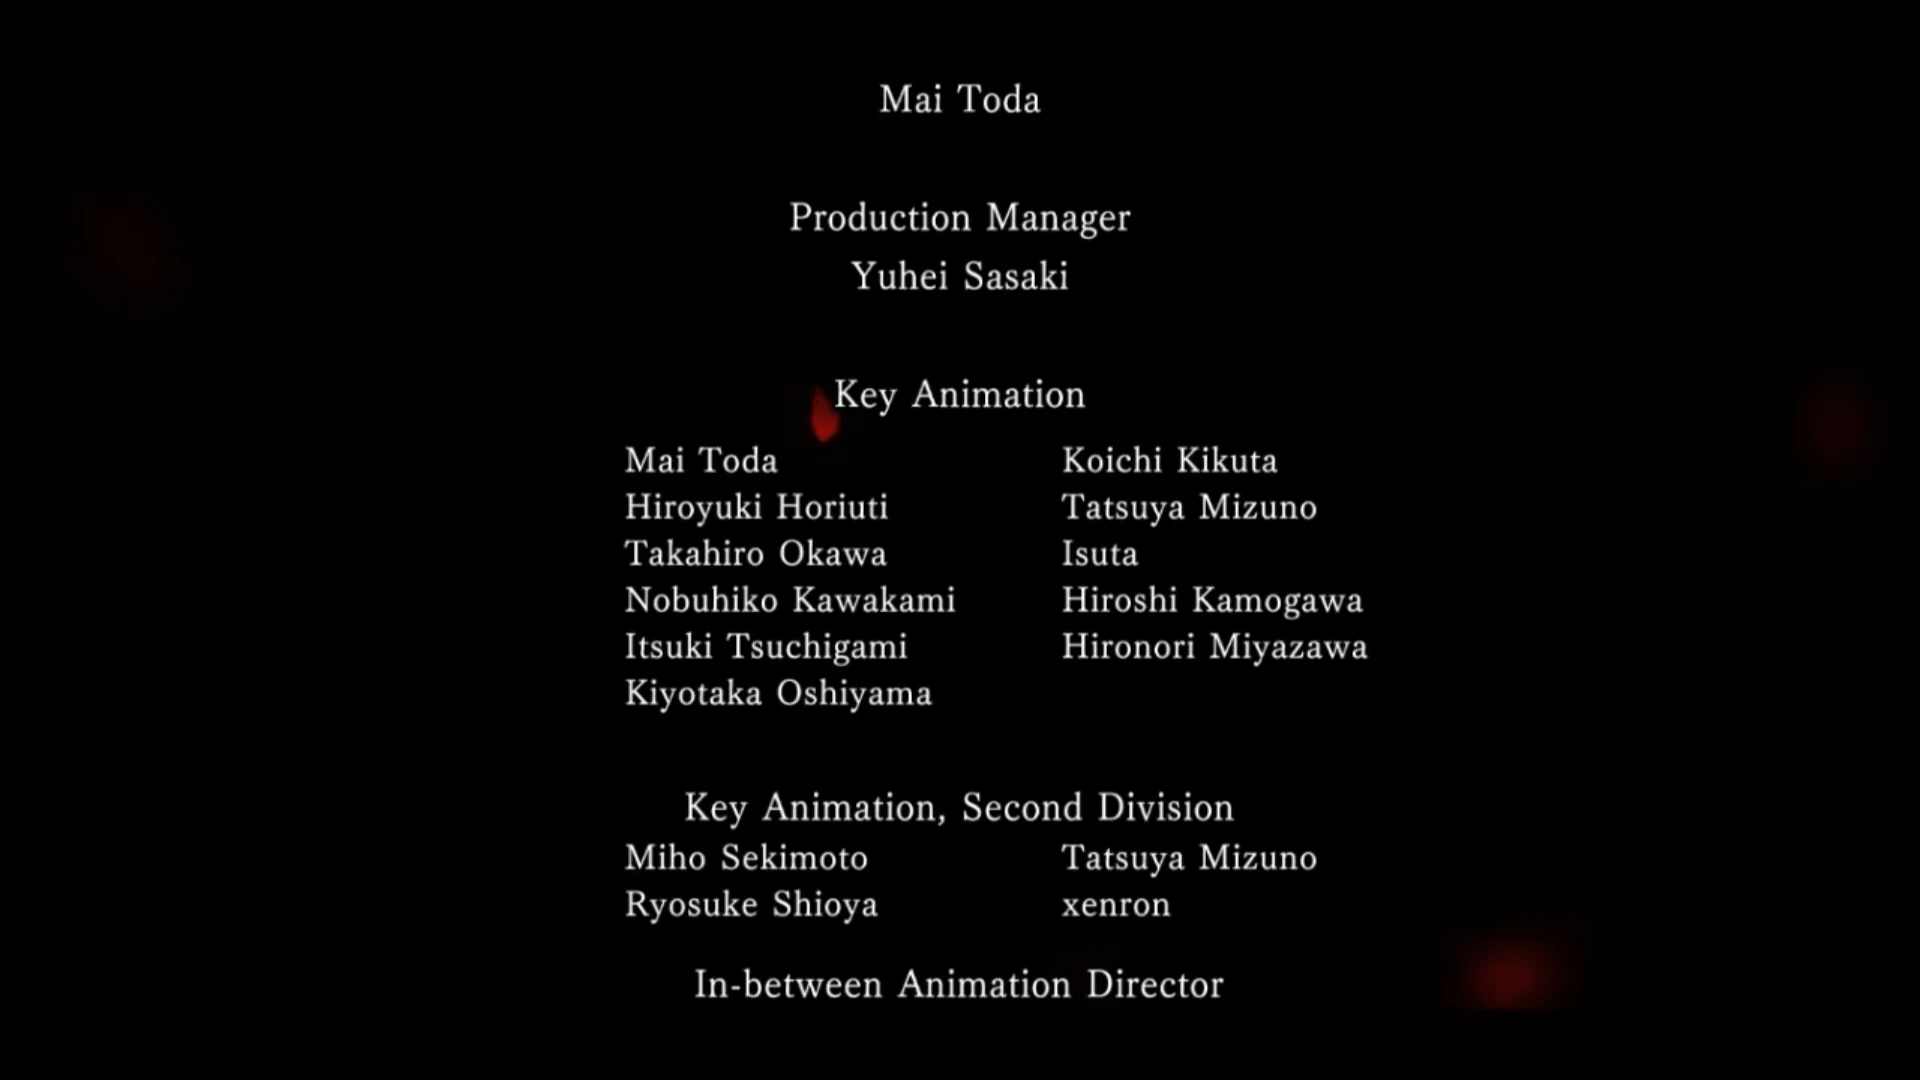 Mai Toda
Production Manager
Yuhei Sasaki
Key Animation
Mai Toda Koichi Kikuta
Hiroyuki Horiuti Tatsuya Mizuno
Takahiro Okawa Isuta
Nobuhiko Kawakami Hiroshi Kamogawa
Itsuki Tsuchigami Hironori Miyazawa
Kiyotaka Oshiyama
Key Animation, Second Division
Miho Sekimoto Tatsuya Mizuno
Ryosuke Shioya xenron
In-between Animation Director